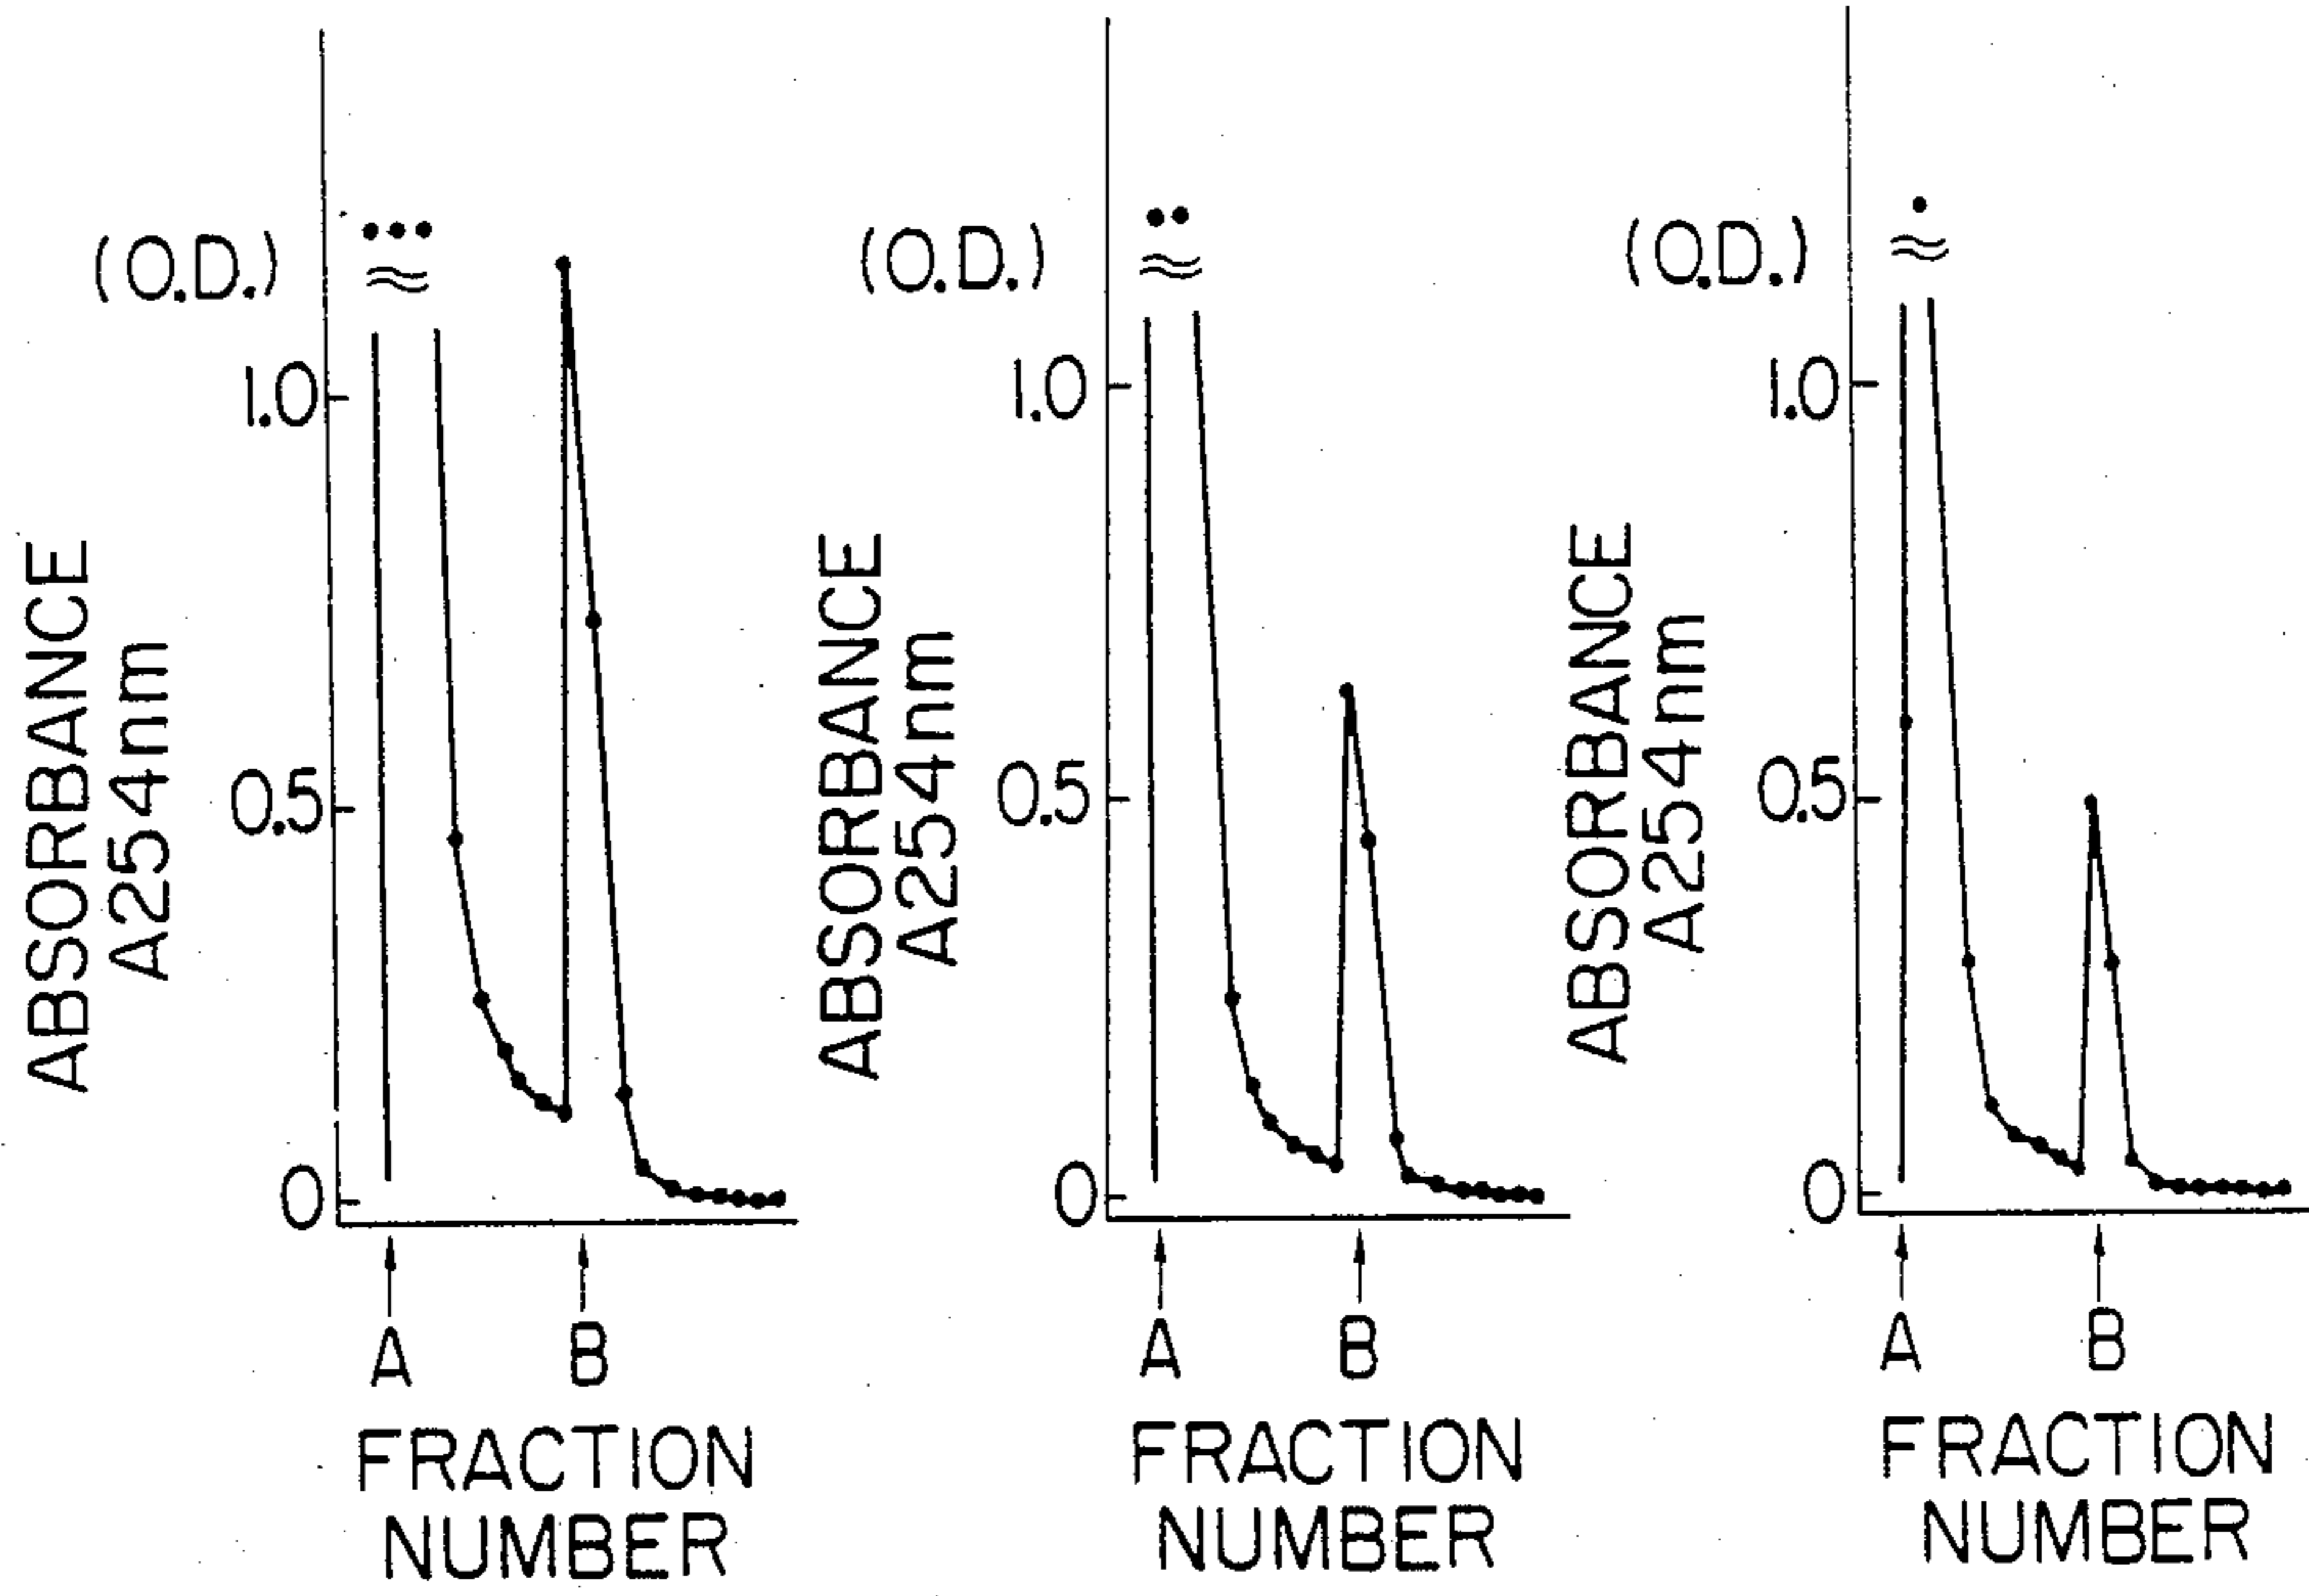 (O.D.)
1.0
0.5
0
ABSORBANCE
A254nm
A
B
FRACTION
NUMBER
(O.D.)
1.0
0.5
0
ABSORBANCE
A254nm
A
B
FRACTION
NUMBER
(O.D.)
1.0
0.5
0
ABSORBANCE
A254nm
A
B
FRACTION
NUMBER